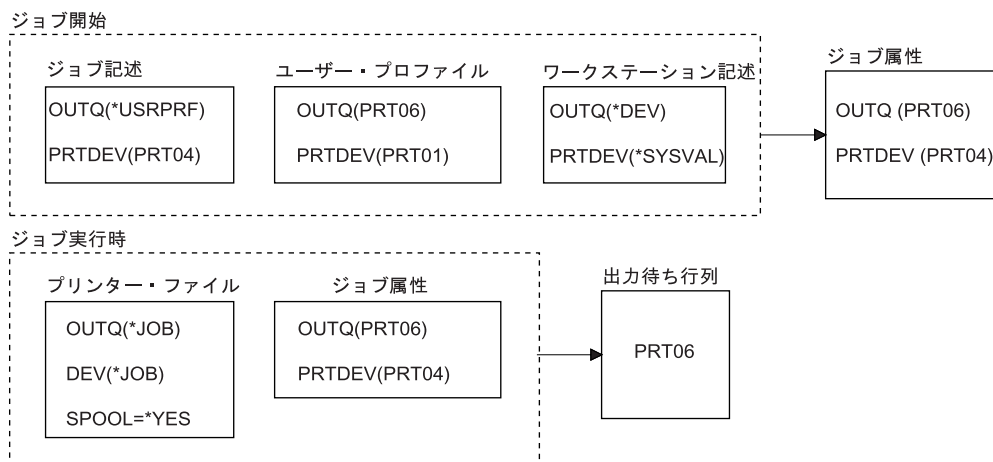 ジョブ開始
ジョブ記述
OUTQ(*USRPRF)
PRTDEV(PRT04)
ユーザー・プロファイル
OUTQ(PRT06)
PRTDEV(PRT01)
ワークステーション記述
OUTQ(*DEV)
PRTDEV(*SYSVAL)
ジョブ属性
OUTQ (PRT06)
PRTDEV (PRT04)
ジョブ実行時
プリンター・ファイル
OUTQ(*JOB)
DEV(*JOB)
SPOOL=*YES
ジョブ属性
OUTQ(PRT06)
PRTDEV(PRT04)
出力待ち行列
PRT06